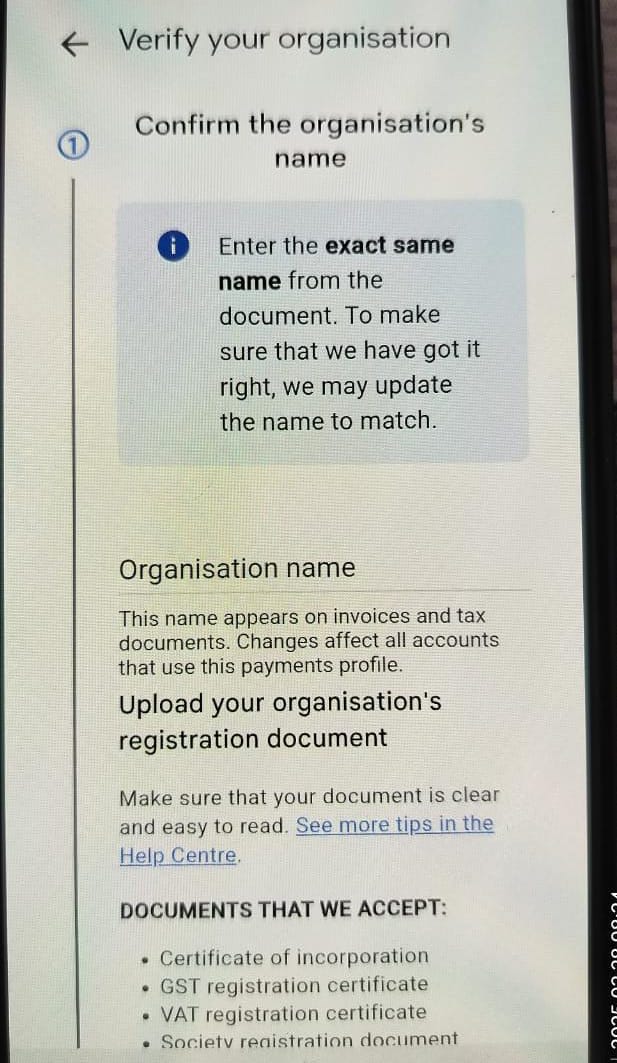 ← Verify your organisation
1
Confirm the organisation's
name
i
Enter the exact same
name from the
document. To make
sure that we have got it
right, we may update
the name to match.
Organisation name
This name appears on invoices and tax
documents. Changes affect all accounts
that use this payments profile.
Upload your organisation's
registration document
Make sure that your document is clear
and easy to read. See more tips in the
Help Centre.
DOCUMENTS THAT WE ACCEPT:
• Certificate of incorporation
• GST registration certificate
• VAT registration certificate
• Society registration document